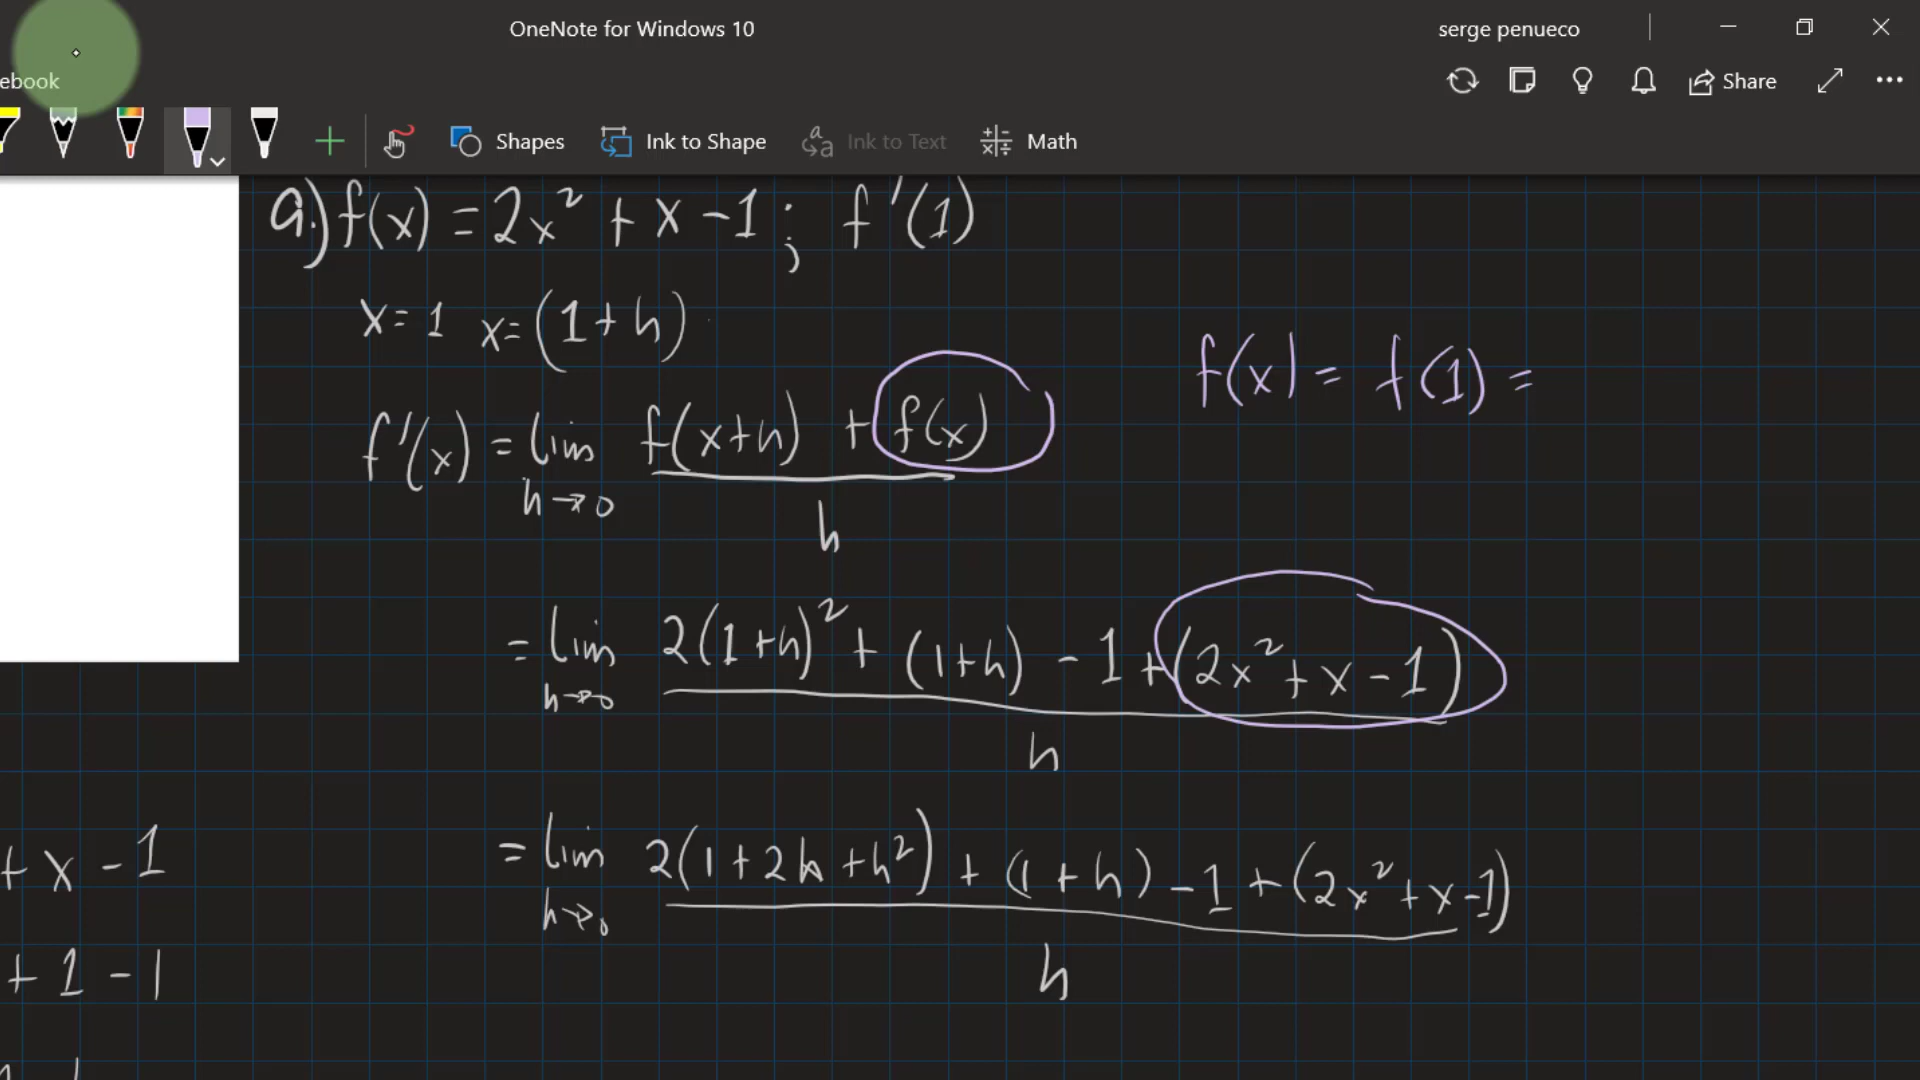 OneNote for Windows 10
serge penueco
ebook
Share
Shapes
Ink to Shape
Ink to Text
Math
a.) f(x) = 2x² + x - 1 ; f'(1)
x = 1 x = (1 + h)
f(x) = f(1) =
f'(x) = lim f(x+h) + f(x)
h→0
h
= lim 2(1+h)² + (1+h) - 1 + (2x² + x - 1)
h→0
h
= lim 2(1 + 2h + h²) + (1 + h) - 1 + (2x² + x - 1)
h→0
h
+ x - 1
+ 1 - 1